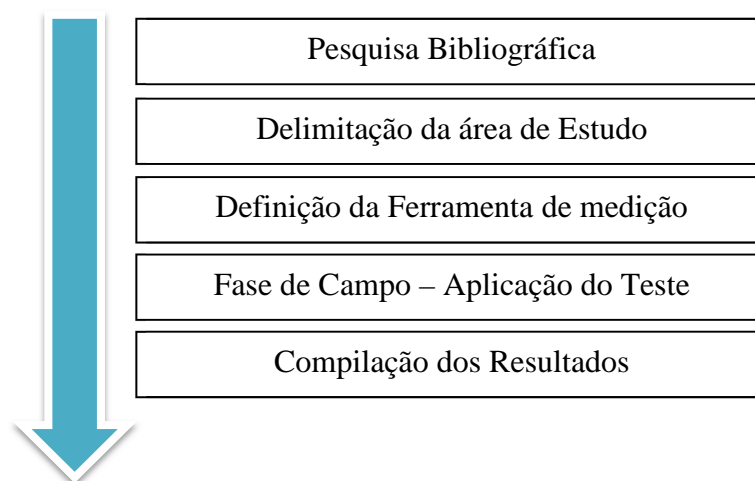 Pesquisa Bibliográfica
Delimitação da área de Estudo
Definição da Ferramenta de medição
Fase de Campo – Aplicação do Teste
Compilação dos Resultados